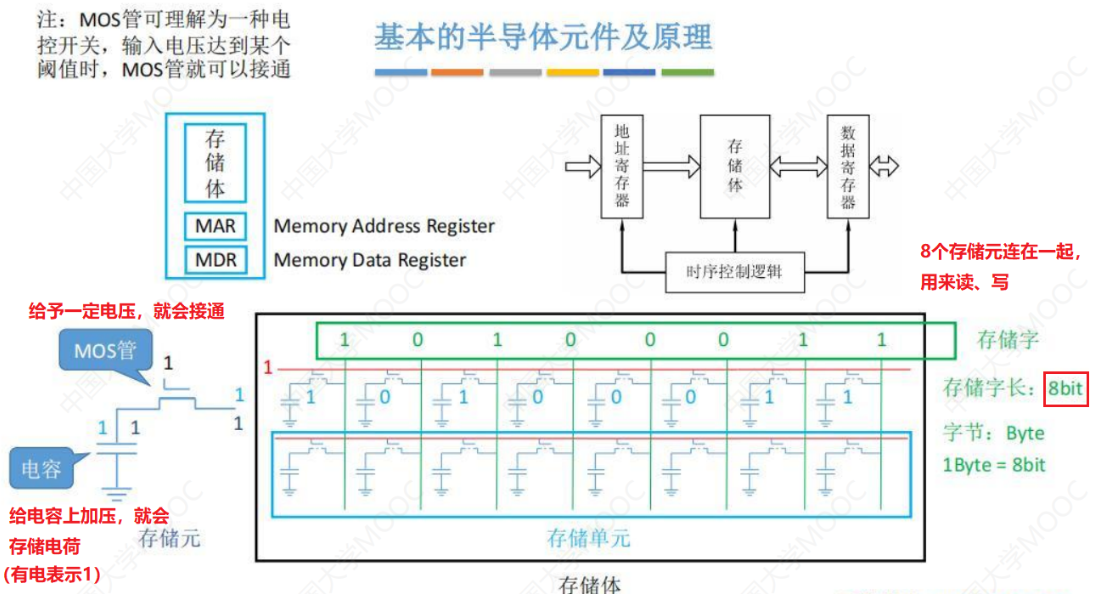 注：MOS管可理解为一种电
控开关，输入电压达到某个
阈值时，MOS管就可以接通
基本的半导体元件及原理
存储体
MAR
Memory Address Register
MDR
Memory Data Register
地址寄存器
存储体
数据寄存器
时序控制逻辑
8个存储元连在一起，
用来读、写
给予一定电压，就会接通
MOS管
1
1
1
1
1
电容
给电容上加压，就会
存储电荷
(有电表示1)
存储元
1 0 1 0 0 0 1 1
存储字
1
1 0 1 0 0 0 1 1
存储字长：8bit
字节：Byte
1Byte = 8bit
存储单元
存储体
中国大学MOOC